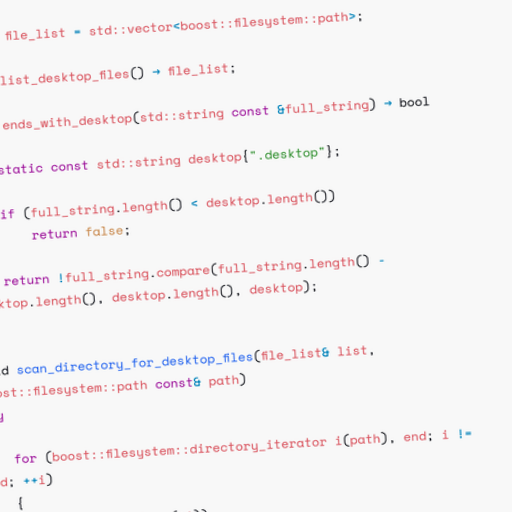 file_list = std::vector<boost::filesystem::path>;
list_desktop_files() → file_list;
ends_with_desktop(std::string const &full_string) → bool
static const std::string desktop{".desktop"};
if (full_string.length() < desktop.length())
return false;
return !full_string.compare(full_string.length() -
ktop.length(), desktop.length(), desktop);
d scan_directory_for_desktop_files(file_list& list,
ost::filesystem::path const& path)
y
for (boost::filesystem::directory_iterator i(path), end; i !=
d; ++i)
{